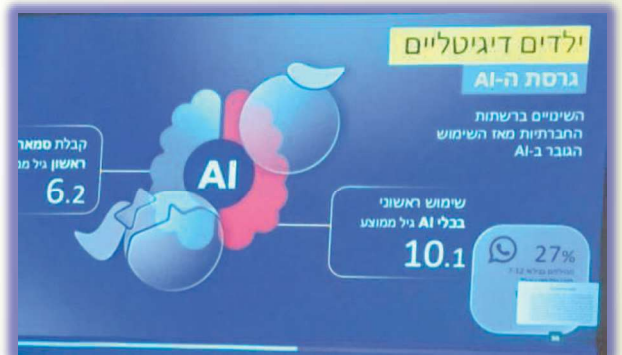 ילדים דיגיטליים
גרסת ה-AI
השינויים ברשתות
החברתיות מאז השימוש
הגובר ב-AI
קבלת סמאר
ראשון גיל ממ
6.2
AI
שימוש ראשוני
בכלי AI גיל ממוצע
10.1
27%